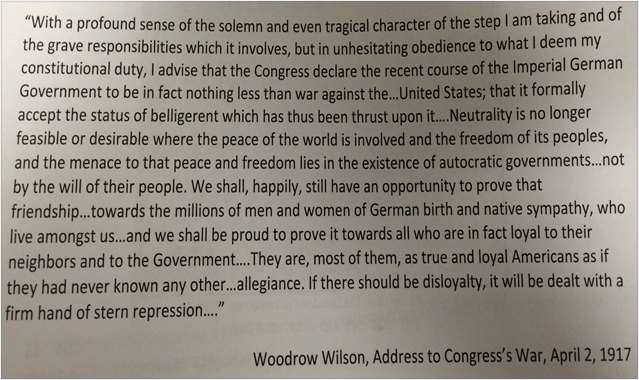 “With a profound sense of the solemn and even tragical character of the step I am taking and of
the grave responsibilities which it involves, but in unhesitating obedience to what I deem my
constitutional duty, I advise that the Congress declare the recent course of the Imperial German
Government to be in fact nothing less than war against the…United States; that it formally
accept the status of belligerent which has thus been thrust upon it….Neutrality is no longer
feasible or desirable where the peace of the world is involved and the freedom of its peoples,
and the menace to that peace and freedom lies in the existence of autocratic governments…not
by the will of their people. We shall, happily, still have an opportunity to prove that
friendship…towards the millions of men and women of German birth and native sympathy, who
live amongst us…and we shall be proud to prove it towards all who are in fact loyal to their
neighbors and to the Government….They are, most of them, as true and loyal Americans as if
they had never known any other…allegiance. If there should be disloyalty, it will be dealt with a
firm hand of stern repression….”
Woodrow Wilson, Address to Congress’s War, April 2, 1917